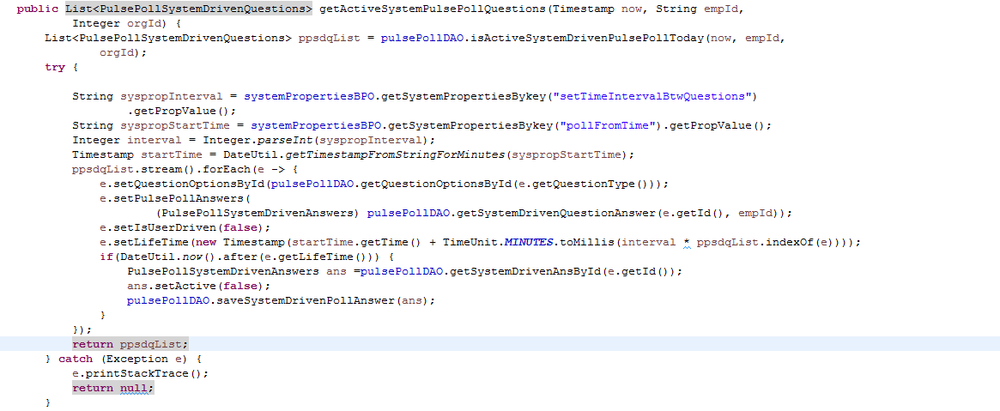 public List<PulsePollSystemDrivenQuestions> getActiveSystemPulsePollQuestions(Timestamp now, String empId,
Integer orgId) {
List<PulsePollSystemDrivenQuestions> ppsdqList = pulsePollDAO.isActiveSystemDrivenPulsePollToday(now, empId,
orgId);
try {
String syspropInterval = systemPropertiesBPO.getSystemPropertiesBykey("setTimeIntervalBtwQuestions")
.getPropValue();
String syspropStartTime = systemPropertiesBPO.getSystemPropertiesBykey("pollFromTime").getPropValue();
Integer interval = Integer.parseInt(syspropInterval);
Timestamp startTime = DateUtil.getTimestampFromStringForMinutes(syspropStartTime);
ppsdqList.stream().forEach(e -> {
e.setQuestionOptionsById(pulsePollDAO.getQuestionOptionsById(e.getQuestionType()));
e.setPulsePollAnswers(
(PulsePollSystemDrivenAnswers) pulsePollDAO.getSystemDrivenQuestionAnswer(e.getId(), empId));
e.setIsUserDriven(false);
e.setLifeTime(new Timestamp(startTime.getTime() + TimeUnit.MINUTES.toMillis(interval * ppsdqList.indexOf(e))));
if(DateUtil.now().after(e.getLifeTime())) {
PulsePollSystemDrivenAnswers ans =pulsePollDAO.getSystemDrivenAnsById(e.getId());
ans.setActive(false);
pulsePollDAO.saveSystemDrivenPollAnswer(ans);
}
});
return ppsdqList;
} catch (Exception e) {
e.printStackTrace();
return null;
}